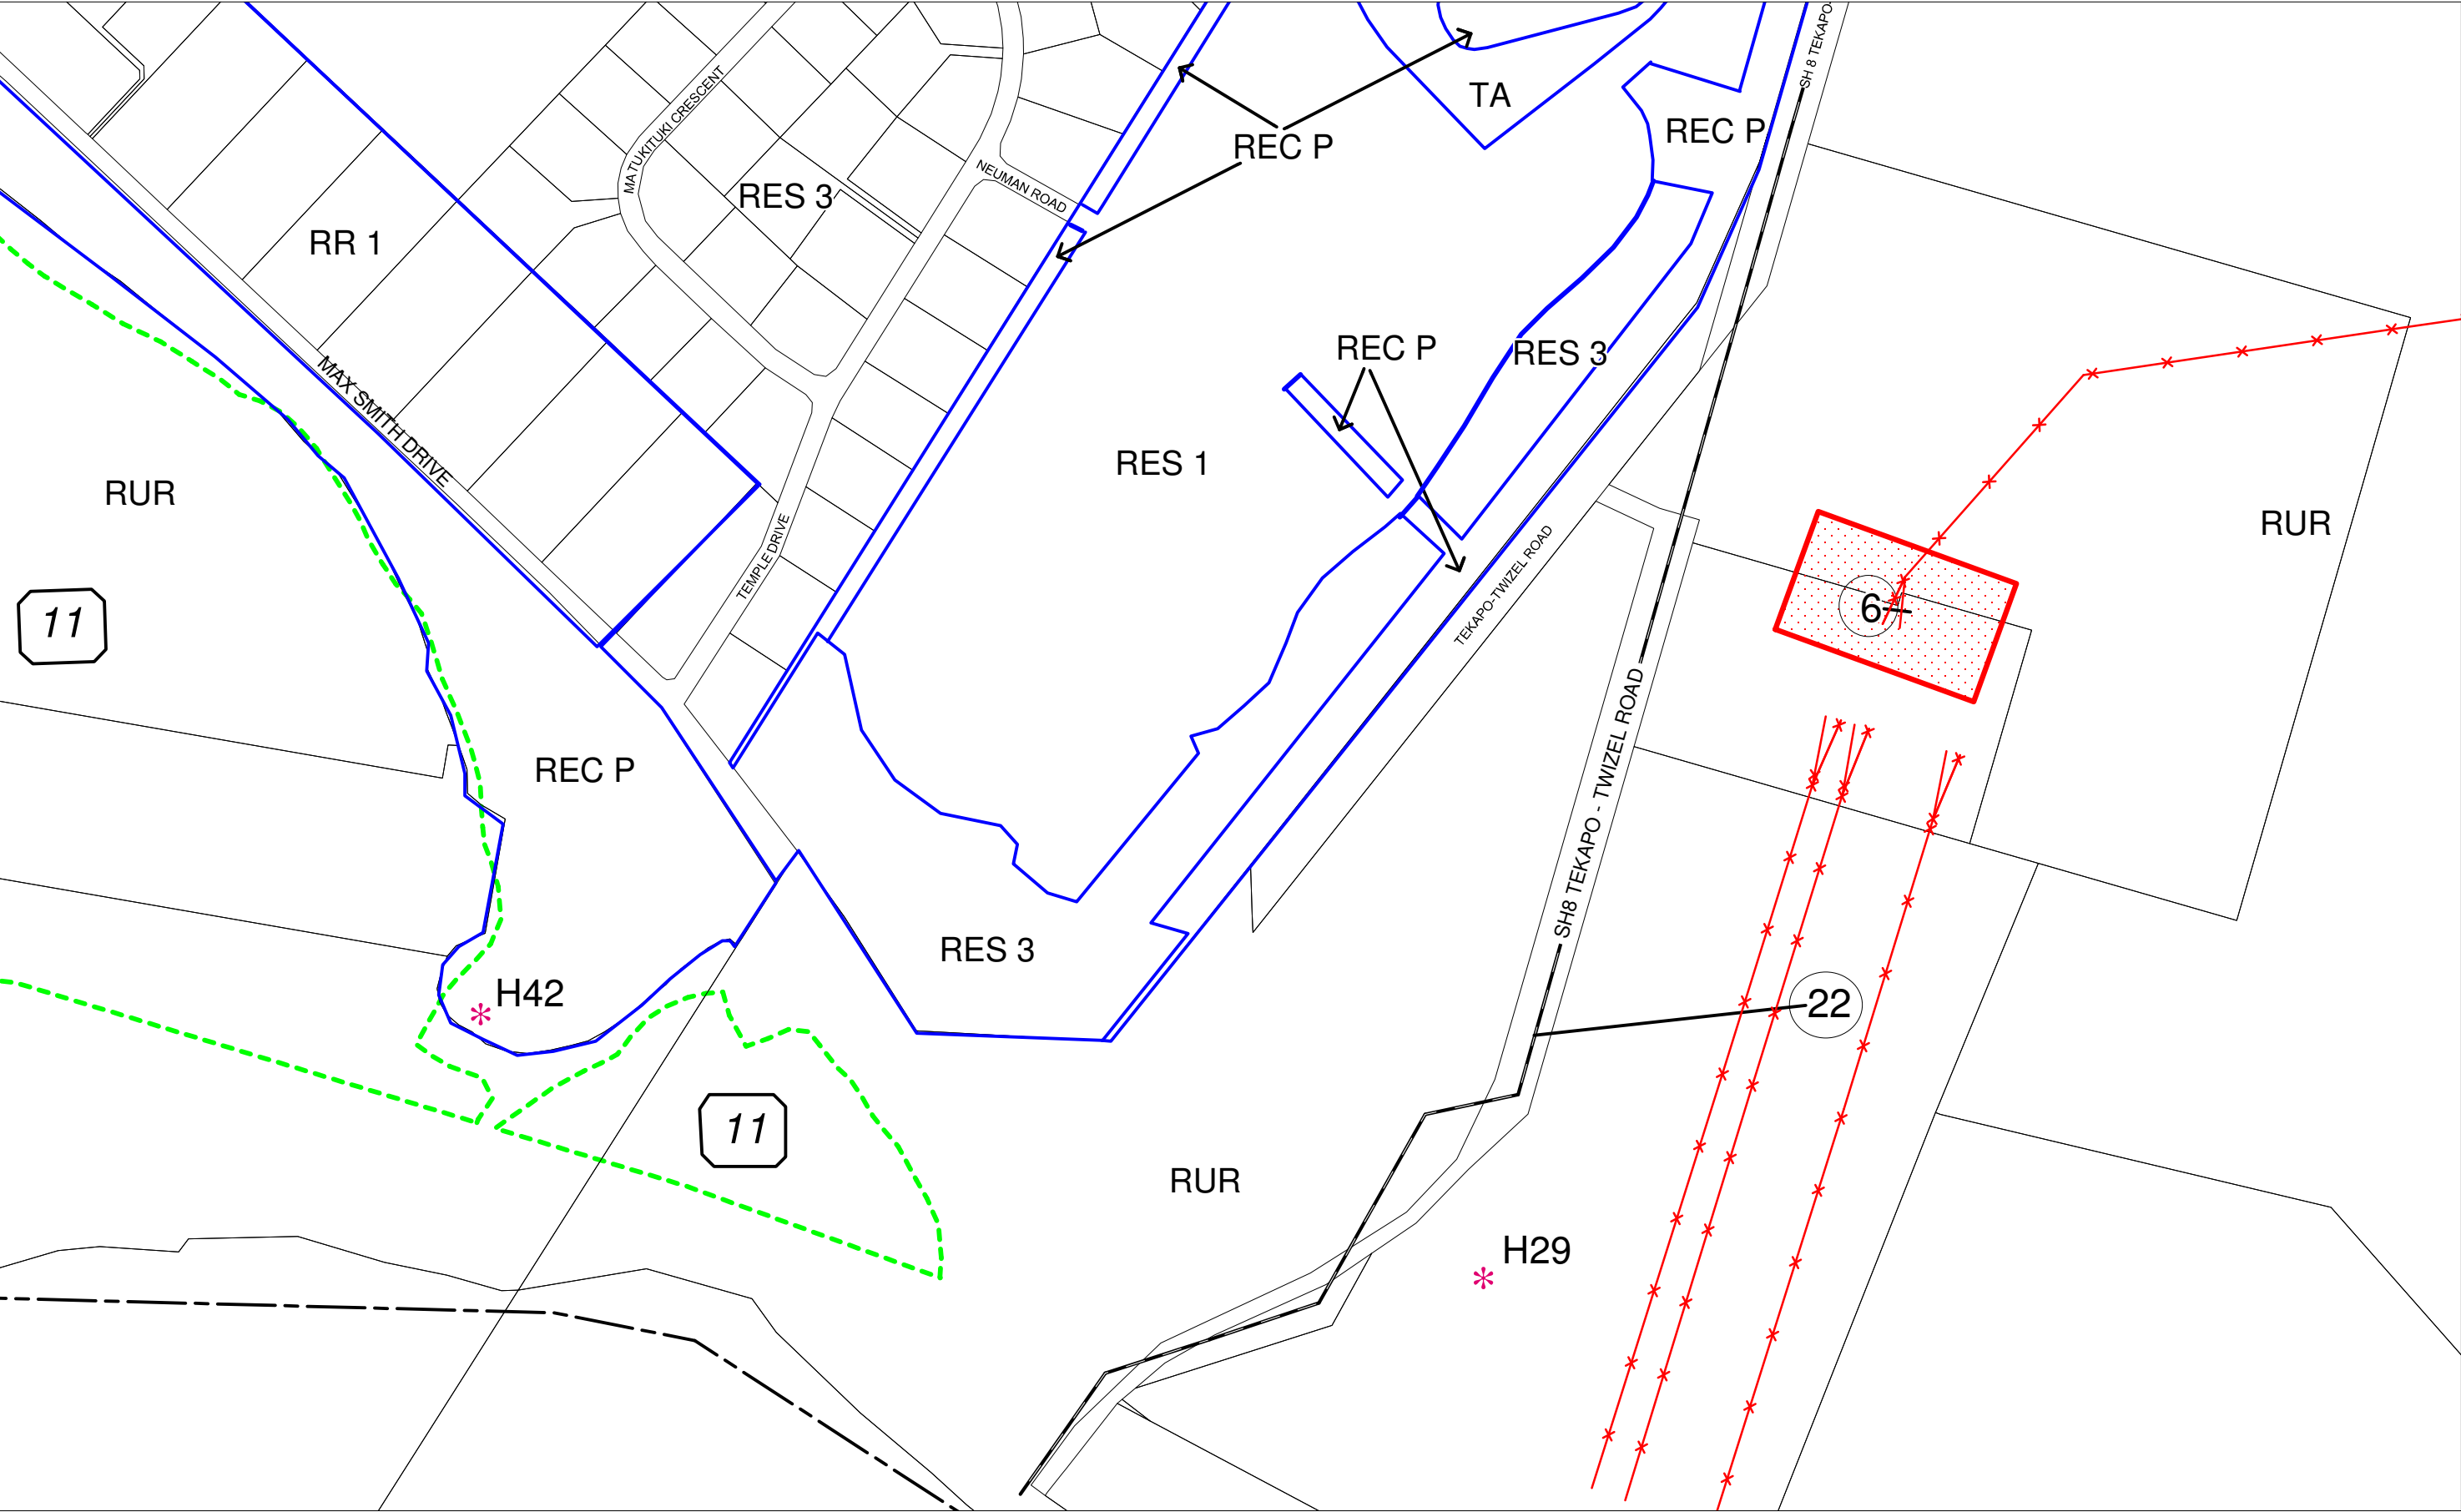 SH 8 TEKAPO
MATUKITUKI CRESCENT
TA
REC P
REC P
NEUMAN ROAD
RES 3
RR 1
REC P
RES 3
MAX SMITH DRIVE
RES 1
RUR
RUR
TEMPLE DRIVE
TEKAPO-TWIZEL ROAD
6
11
SH8 TEKAPO - TWIZEL ROAD
REC P
RES 3
H42
22
11
RUR
H29